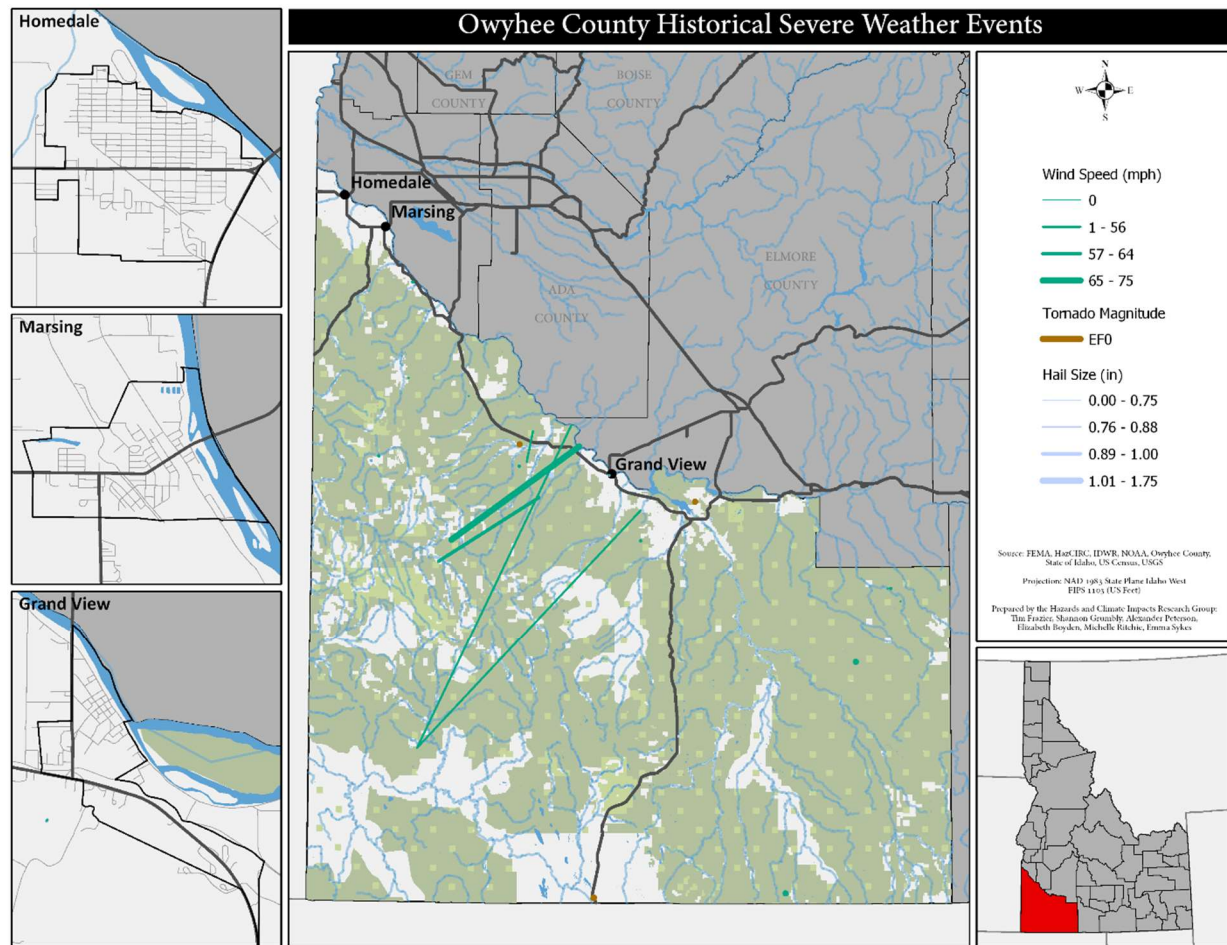 Owyhee County Historical Severe Weather Events
Homedale
Marsing
Grand View
GEM
COUNTY
BOISE
COUNTY
Homedale
Marsing
ELMORE
COUNTY
ADA
COUNTY
Grand View
N
W E
S
Wind Speed (mph)
0
1 - 56
57 - 64
65 - 75
Tornado Magnitude
EF0
Hail Size (in)
0.00 - 0.75
0.76 - 0.88
0.89 - 1.00
1.01 - 1.75
Source: FEMA, HazCIRC, IDWR, NOAA, Owyhee County,
State of Idaho, US Census, USGS
Projection: NAD 1983 State Plane Idaho West
FIPS 1103 (US Feet)
Prepared by the Hazards and Climate Impacts Research Group:
Tim Frazier, Shannon Grumbly, Alexander Peterson,
Elizabeth Boyden, Michelle Ritchie, Emma Sykes